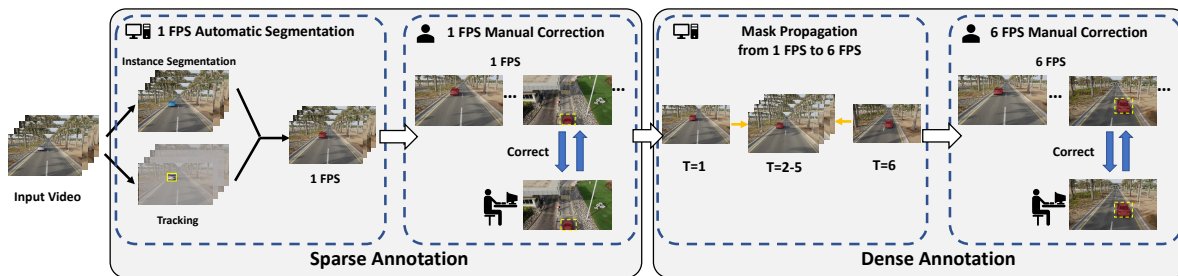 1 FPS Automatic Segmentation
Instance Segmentation
Input Video
Tracking
1 FPS
1 FPS Manual Correction
1 FPS
...
...
Correct
Sparse Annotation
Mask Propagation
from 1 FPS to 6 FPS
T=1
T=2-5
T=6
6 FPS Manual Correction
6 FPS
...
...
Correct
Dense Annotation